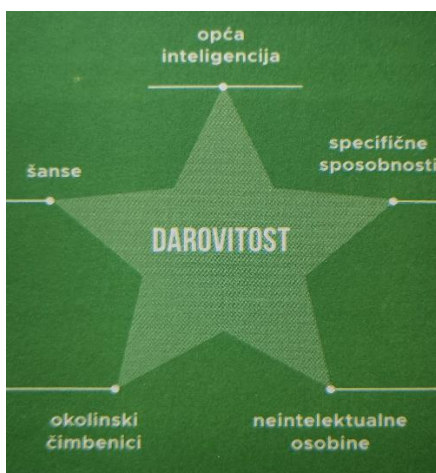 opća
inteligencija
specifične
sposobnosti
šanse
DAROVITOST
okolinski
čimbenici
neintelektualne
osobine